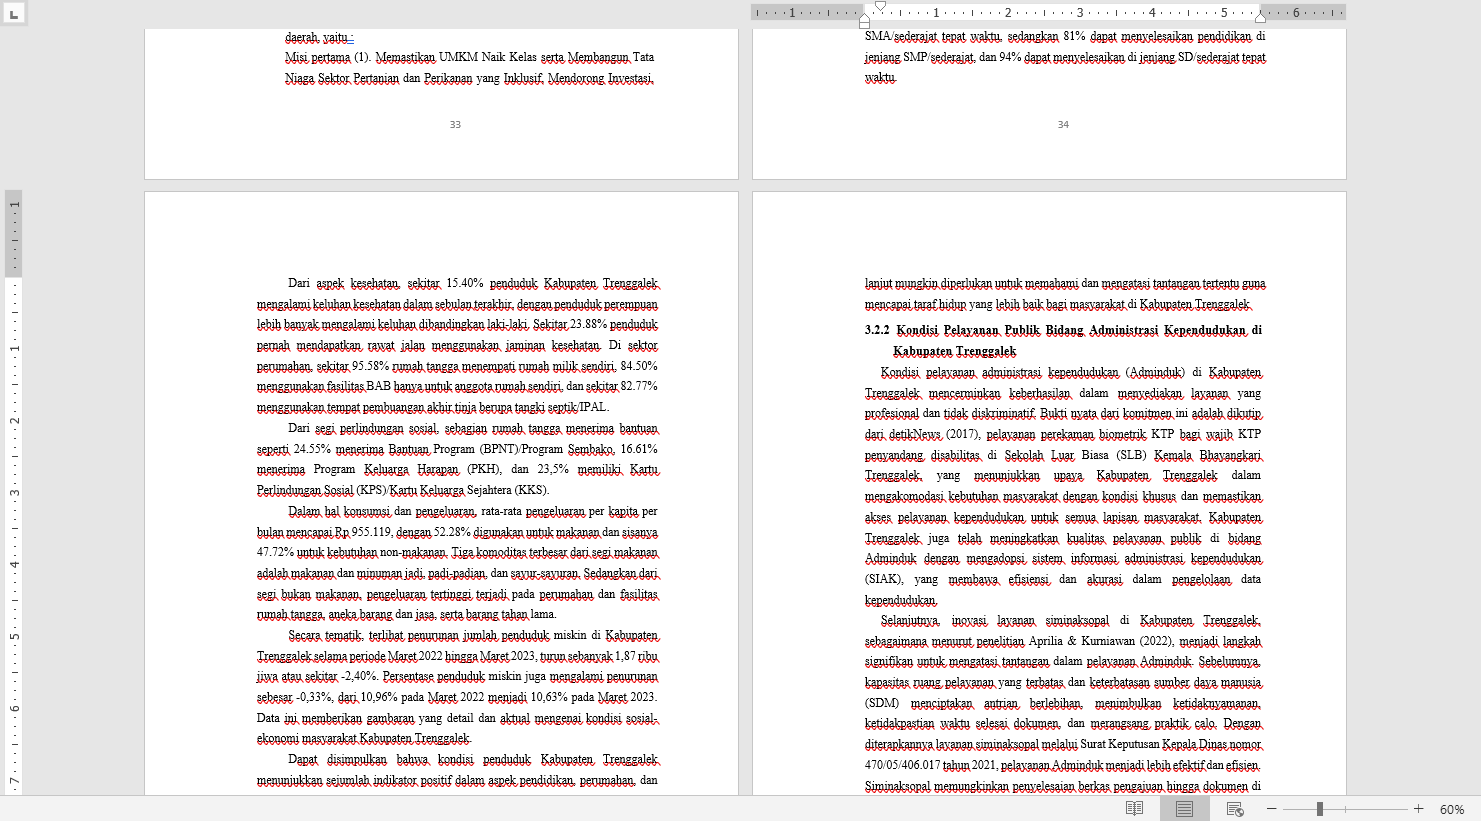 1 1 2 3 4 5 6
daerah, yaitu :
Misi pertama (1). Memastikan UMKM Naik Kelas serta Membangun Tata
Niaga Sektor Pertanian dan Perikanan yang Inklusif, Mendorong Investasi,
33
SMA/sederajat tepat waktu, sedangkan 81% dapat menyelesaikan pendidikan di
jenjang SMP/sederajat, dan 94% dapat menyelesaikan di jenjang SD/sederajat tepat
waktu.
34
1
1
2
3
4
5
6
7
Dari aspek kesehatan, sekitar 15.40% penduduk Kabupaten Trenggalek
mengalami keluhan kesehatan dalam sebulan terakhir, dengan penduduk perempuan
lebih banyak mengalami keluhan dibandingkan laki-laki. Sekitar 23.88% penduduk
pernah mendapatkan rawat jalan menggunakan jaminan kesehatan. Di sektor
perumahan, sekitar 95.58% rumah tangga menempati rumah milik sendiri, 84.50%
menggunakan fasilitas BAB hanya untuk anggota rumah sendiri, dan sekitar 82.77%
menggunakan tempat pembuangan akhir tinja berupa tangki septik/IPAL.
Dari segi perlindungan sosial, sebagian rumah tangga menerima bantuan
seperti 24.55% menerima Bantuan Program (BPNT)/Program Sembako, 16.61%
menerima Program Keluarga Harapan (PKH), dan 23,5% memiliki Kartu
Perlindungan Sosial (KPS)/Kartu Keluarga Sejahtera (KKS).
Dalam hal konsumsi dan pengeluaran, rata-rata pengeluaran per kapita per
bulan mencapai Rp 955.119, dengan 52.28% digunakan untuk makanan dan sisanya
47.72% untuk kebutuhan non-makanan. Tiga komoditas terbesar dari segi makanan
adalah makanan dan minuman jadi, padi-padian, dan sayur-sayuran. Sedangkan dari
segi bukan makanan, pengeluaran tertinggi terjadi pada perumahan dan fasilitas
rumah tangga, aneka barang dan jasa, serta barang tahan lama.
Secara tematik, terlihat penurunan jumlah penduduk miskin di Kabupaten
Trenggalek selama periode Maret 2022 hingga Maret 2023, turun sebanyak 1,87 ribu
jiwa atau sekitar -2,40%. Persentase penduduk miskin juga mengalami penurunan
sebesar -0,33%, dari 10,96% pada Maret 2022 menjadi 10,63% pada Maret 2023.
Data ini memberikan gambaran yang detail dan aktual mengenai kondisi sosial-
ekonomi masyarakat Kabupaten Trenggalek.
Dapat disimpulkan bahwa kondisi penduduk Kabupaten Trenggalek
menunjukkan sejumlah indikator positif dalam aspek pendidikan, perumahan, dan
lanjut mungkin diperlukan untuk memahami dan mengatasi tantangan tertentu guna
mencapai taraf hidup yang lebih baik bagi masyarakat di Kabupaten Trenggalek.
3.2.2 Kondisi Pelayanan Publik Bidang Administrasi Kependudukan di
Kabupaten Trenggalek
Kondisi pelayanan administrasi kependudukan (Adminduk) di Kabupaten
Trenggalek mencerminkan keberhasilan dalam menyediakan layanan yang
profesional dan tidak diskriminatif. Bukti nyata dari komitmen ini adalah dikutip
dari detikNews (2017), pelayanan perekaman biometrik KTP bagi wajib KTP
penyandang disabilitas di Sekolah Luar Biasa (SLB) Kemala Bhayangkari
Trenggalek, yang menunjukkan upaya Kabupaten Trenggalek dalam
mengakomodasi kebutuhan masyarakat dengan kondisi khusus dan memastikan
akses pelayanan kependudukan untuk semua lapisan masyarakat. Kabupaten
Trenggalek juga telah meningkatkan kualitas pelayanan publik di bidang
Adminduk dengan mengadopsi sistem informasi administrasi kependudukan
(SIAK), yang membawa efisiensi dan akurasi dalam pengelolaan data
kependudukan.
Selanjutnya, inovasi layanan siminaksopal di Kabupaten Trenggalek,
sebagaimana menurut penelitian Aprilia & Kurniawan (2022), menjadi langkah
signifikan untuk mengatasi tantangan dalam pelayanan Adminduk. Sebelumnya,
kapasitas ruang pelayanan yang terbatas dan keterbatasan sumber daya manusia
(SDM) menciptakan antrian berlebihan, menimbulkan ketidaknyamanan,
ketidakpastian waktu selesai dokumen, dan merangsang praktik calo. Dengan
diterapkannya layanan siminaksopal melalui Surat Keputusan Kepala Dinas nomor
470/05/406.017 tahun 2021, pelayanan Adminduk menjadi lebih efektif dan efisien.
Siminaksopal memungkinkan penyelesaian berkas pengajuan hingga dokumen di
60%